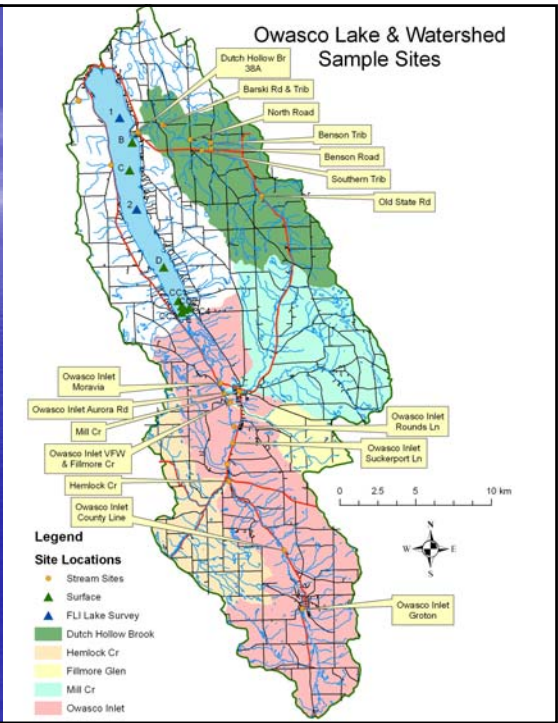 Owasco Lake & Watershed
Sample Sites
Dutch Hollow Br
38A
Barski Rd & Trib
North Road
Benson Trib
Benson Road
Southern Trib
Old State Rd
1
B
C
2
D
CC1
Owasco Inlet
Moravia
Owasco Inlet Aurora Rd
Mill Cr
Owasco Inlet VFW
& Fillmore Cr
Hemlock Cr
Owasco Inlet
County Line
Owasco Inlet
Rounds Ln
Owasco Inlet
Suckerport Ln
0 2.5 5 10 km
N
W E
S
Owasco Inlet
Groton
Legend
Site Locations
Stream Sites
Surface
FLI Lake Survey
Dutch Hollow Brook
Hemlock Cr
Fillmore Glen
Mill Cr
Owasco Inlet